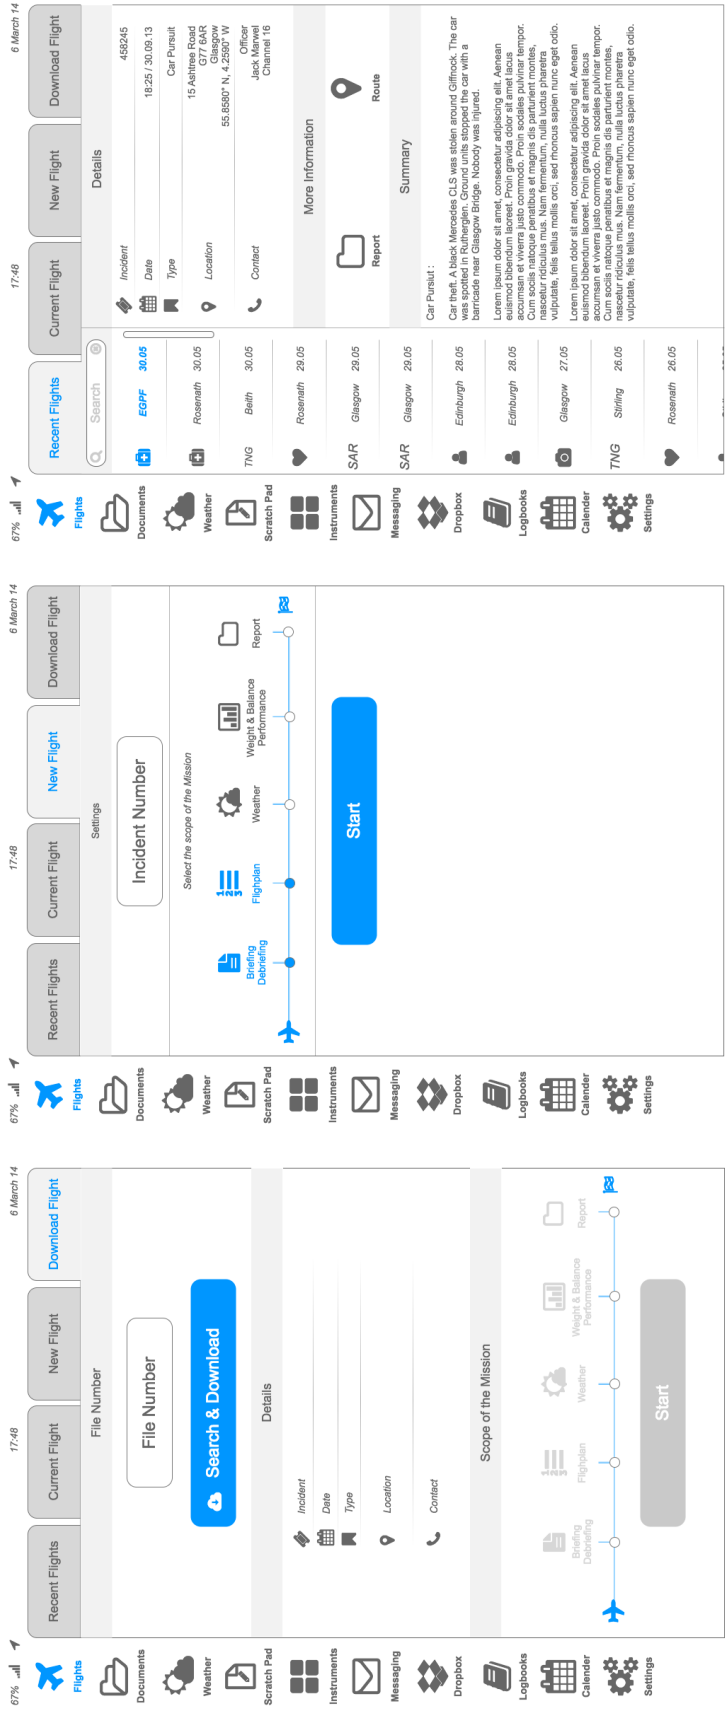 67%
17:48
6 March 14
Flights
Documents
Weather
Scratch Pad
Instruments
Messaging
Dropbox
Logbooks
Calender
Settings
Recent Flights
Current Flight
New Flight
Download Flight
File Number
File Number
Search & Download
Details
Incident
Date
Type
Location
Contact
Scope of the Mission
Briefing
Debriefing
Flighplan
Weather
Weight & Balance
Performance
Report
Start
67%
17:48
6 March 14
Flights
Documents
Weather
Scratch Pad
Instruments
Messaging
Dropbox
Logbooks
Calender
Settings
Recent Flights
Current Flight
New Flight
Download Flight
Settings
Incident Number
Select the scope of the Mission
Briefing
Debriefing
Flighplan
Weather
Weight & Balance
Performance
Report
Start
67%
17:48
6 March 14
Flights
Documents
Weather
Scratch Pad
Instruments
Messaging
Dropbox
Logbooks
Calender
Settings
Recent Flights
Current Flight
New Flight
Download Flight
Search
EGPF 30.05
Rosenath 30.05
TNG Beith 30.05
Rosenath 29.05
SAR Glasgow 29.05
SAR Glasgow 29.05
Edinburgh 28.05
Edinburgh 28.05
Glasgow 27.05
TNG Stirling 26.05
Rosenath 26.05
Details
Incident 458245
Date 18:25 / 30.09.13
Type Car Pursuit
Location 15 Ashtree Road
G77 6AR
Glasgow
55.8580° N, 4.2590° W
Contact Officer
Jack Marwel
Channel 16
More Information
Report
Route
Summary
Car Pursiut :
Car theft. A black Mercedes CLS was stolen around Giffnock. The car
was spotted in Rutherglen. Ground units stopped the car with a
barricade near Glasgow Bridge. Nobody was injured.
Lorem ipsum dolor sit amet, consectetur adipiscing elit. Aenean
euismod bibendum laoreet. Proin gravida dolor sit amet lacus
accumsan et viverra justo commodo. Proin sodales pulvinar tempor.
Cum sociis natoque penatibus et magnis dis parturient montes,
nascetur ridiculus mus. Nam fermentum, nulla luctus pharetra
vulputate, felis tellus mollis orci, sed rhoncus sapien nunc eget odio.
Lorem ipsum dolor sit amet, consectetur adipiscing elit. Aenean
euismod bibendum laoreet. Proin gravida dolor sit amet lacus
accumsan et viverra justo commodo. Proin sodales pulvinar tempor.
Cum sociis natoque penatibus et magnis dis parturient montes,
nascetur ridiculus mus. Nam fermentum, nulla luctus pharetra
vulputate, felis tellus mollis orci, sed rhoncus sapien nunc eget odio.